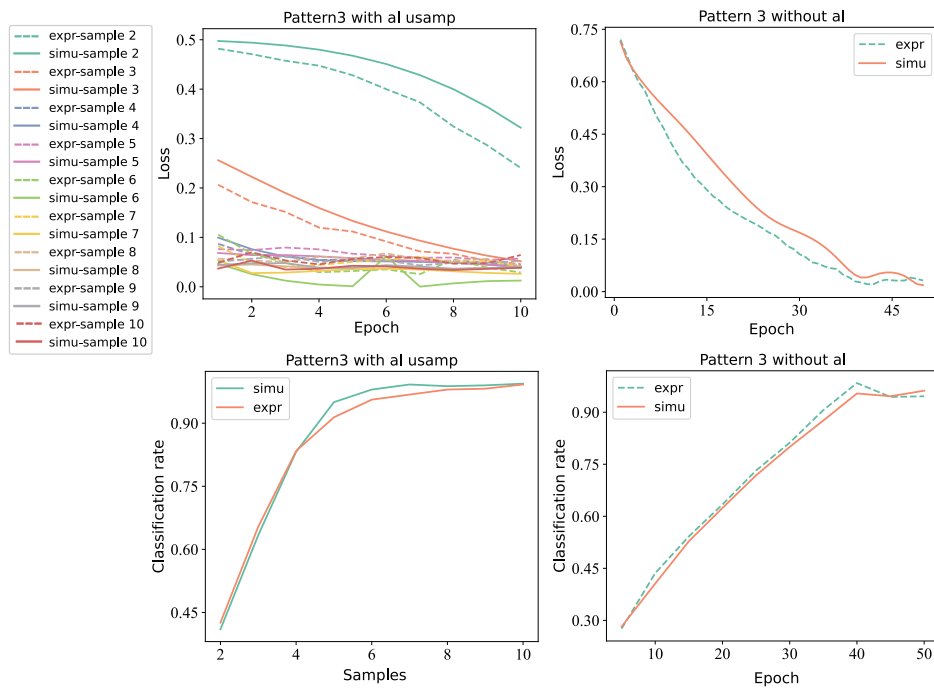 expr-sample 2
simu-sample 2
expr-sample 3
simu-sample 3
expr-sample 4
simu-sample 4
expr-sample 5
simu-sample 5
expr-sample 6
simu-sample 6
expr-sample 7
simu-sample 7
expr-sample 8
simu-sample 8
expr-sample 9
simu-sample 9
expr-sample 10
simu-sample 10
Pattern3 with al usamp
Loss
0.5
0.4
0.3
0.2
0.1
0.0
2 4 6 8 10
Epoch
Pattern 3 without al
expr
simu
Loss
0.75
0.60
0.45
0.30
0.15
0.00
0 15 30 45
Epoch
Pattern3 with al usamp
simu
expr
Classification rate
0.90
0.75
0.60
0.45
2 4 6 8 10
Samples
Pattern 3 without al
expr
simu
Classification rate
0.90
0.75
0.60
0.45
0.30
10 20 30 40 50
Epoch